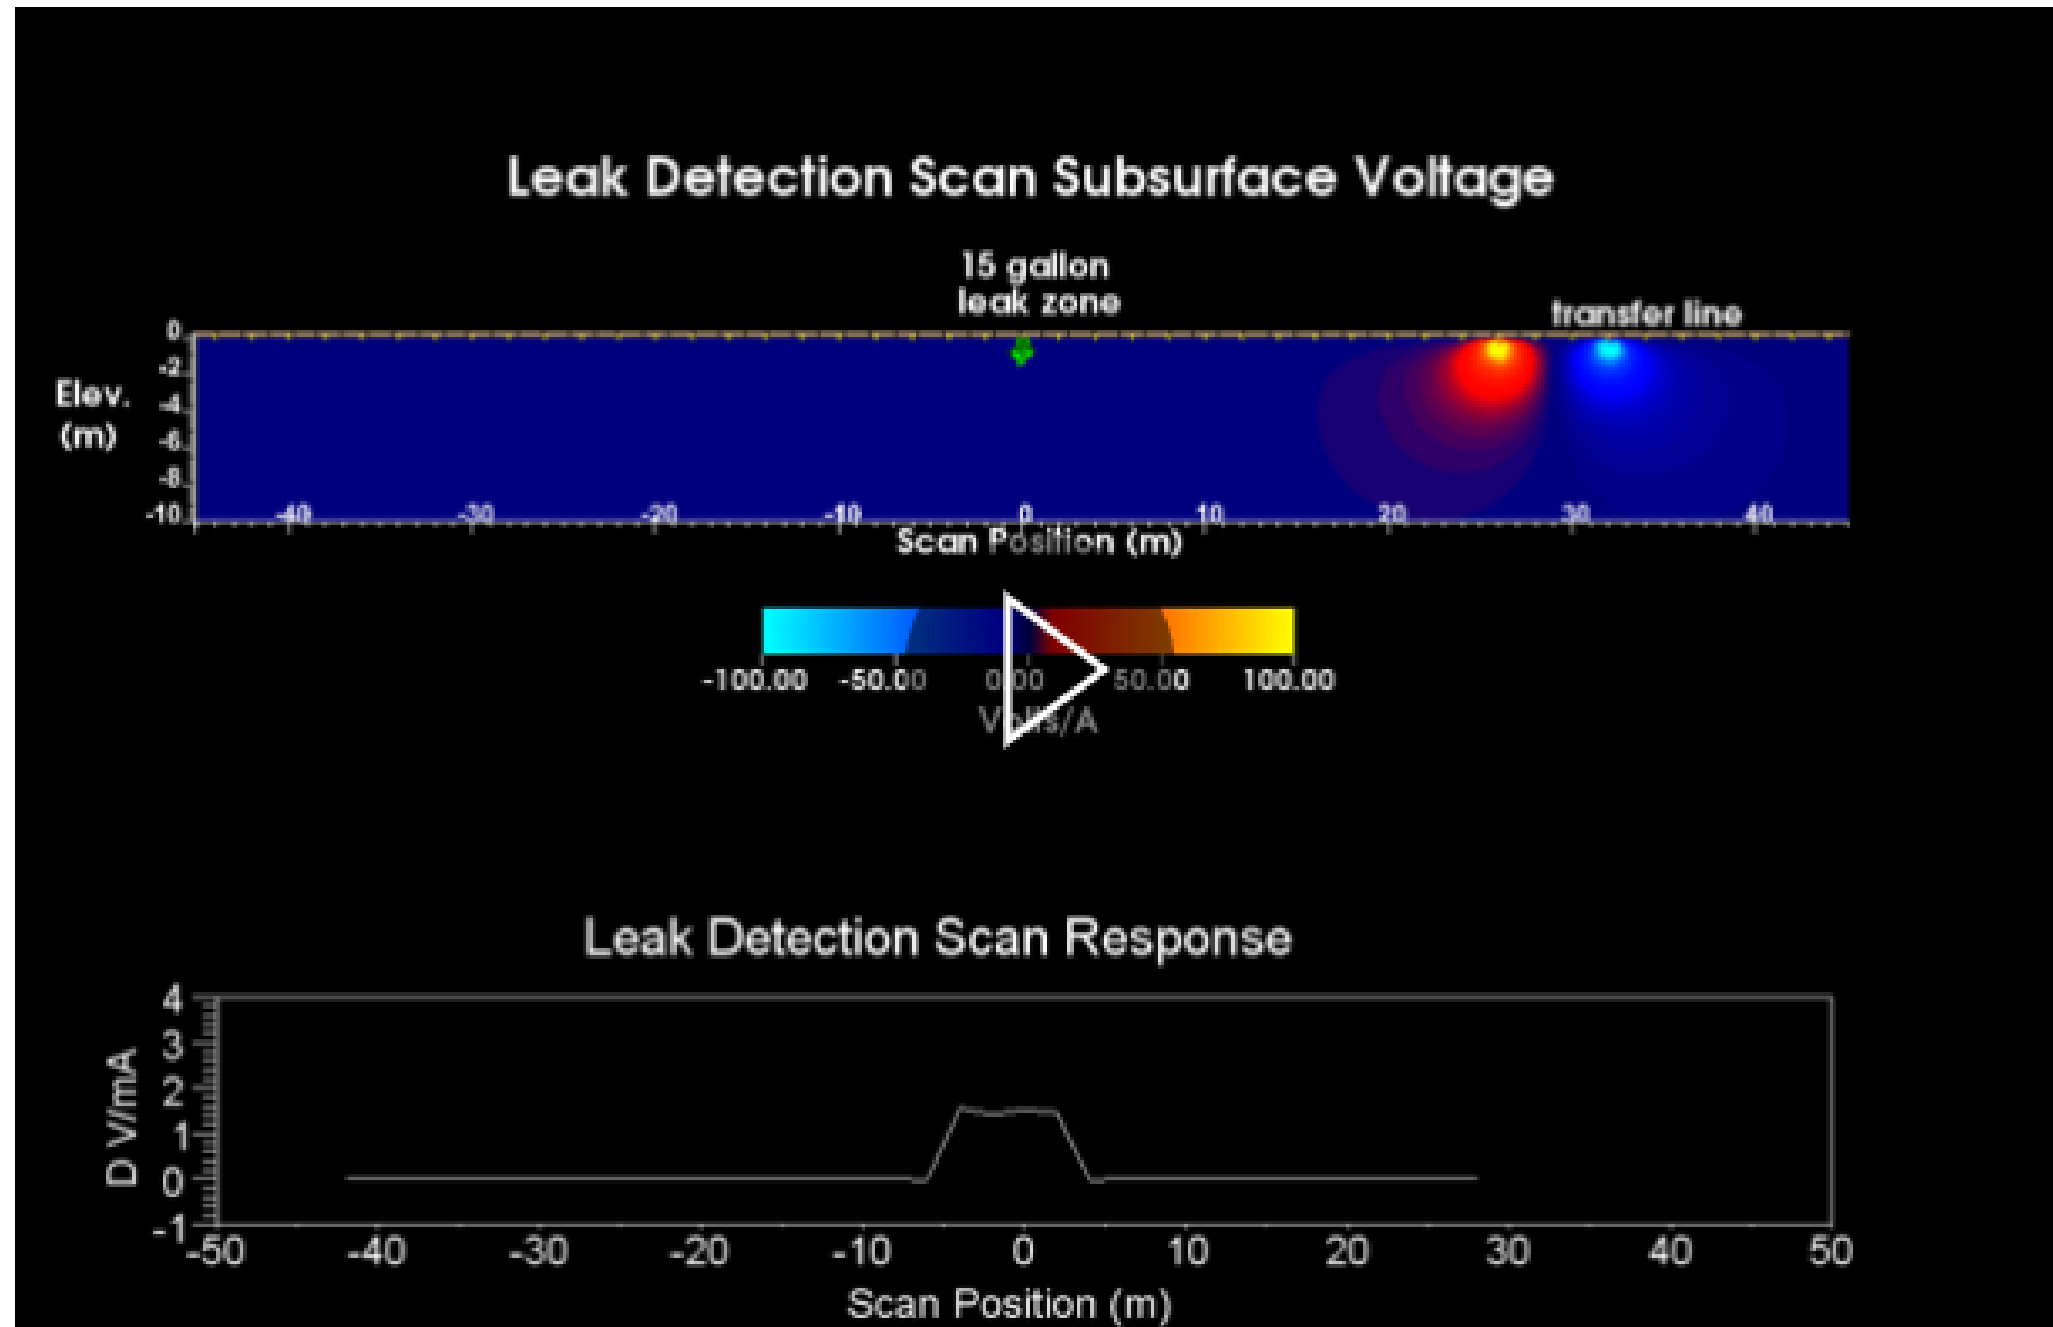 Leak Detection Scan Subsurface Voltage
15 gallon
leak zone
transfer line
0
-2
-4
-6
-8
-10
Elev.
(m)
-40 -30 -20 -10 0 10 20 30 40
Scan Position (m)
-100.00 -50.00 0.00 50.00 100.00
Volts/A
Leak Detection Scan Response
4
3
2
1
0
-1
D V/mA
-50 -40 -30 -20 -10 0 10 20 30 40 50
Scan Position (m)